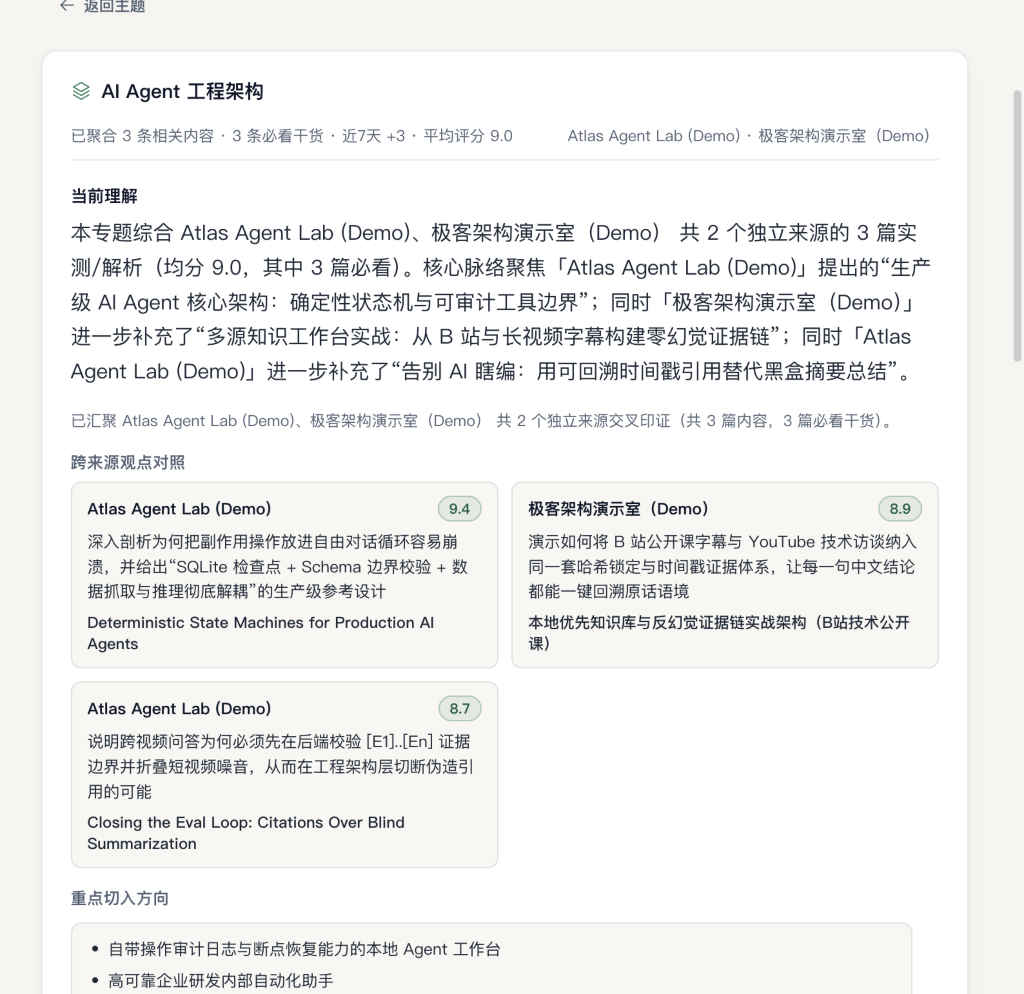 ← 返回主题
AI Agent 工程架构
已聚合 3 条相关内容 · 3 条必看干货 · 近7天 +3 · 平均评分 9.0
Atlas Agent Lab (Demo) · 极客架构演示室（Demo）
当前理解
本专题综合 Atlas Agent Lab (Demo)、极客架构演示室（Demo） 共 2 个独立来源的 3 篇实
测/解析（均分 9.0，其中 3 篇必看）。核心脉络聚焦「Atlas Agent Lab (Demo)」提出的“生产
级 AI Agent 核心架构：确定性状态机与可审计工具边界”；同时「极客架构演示室（Demo）」
进一步补充了“多源知识工作台实战：从 B 站与长视频字幕构建零幻觉证据链”；同时「Atlas
Agent Lab (Demo)」进一步补充了“告别 AI 瞎编：用可回溯时间戳引用替代黑盒摘要总结”。
已汇聚 Atlas Agent Lab (Demo)、极客架构演示室（Demo） 共 2 个独立来源交叉印证（共 3 篇内容，3 篇必看干货）。
跨来源观点对照
Atlas Agent Lab (Demo)
9.4
深入剖析为何把副作用操作放进自由对话循环容易崩
溃，并给出“SQLite 检查点 + Schema 边界校验 + 数
据抓取与推理彻底解耦”的生产级参考设计
Deterministic State Machines for Production AI
Agents
极客架构演示室（Demo）
8.9
演示如何将 B 站公开课字幕与 YouTube 技术访谈纳入
同一套哈希锁定与时间戳证据体系，让每一句中文结论
都能一键回溯原话语境
本地优先知识库与反幻觉证据链实战架构（B站技术公开
课）
Atlas Agent Lab (Demo)
8.7
说明跨视频问答为何必须先在后端校验 [E1]..[En] 证据
边界并折叠短视频噪音，从而在工程架构层切断伪造引
用的可能
Closing the Eval Loop: Citations Over Blind
Summarization
重点切入方向
• 自带操作审计日志与断点恢复能力的本地 Agent 工作台
• 高可靠企业研发内部自动化助手